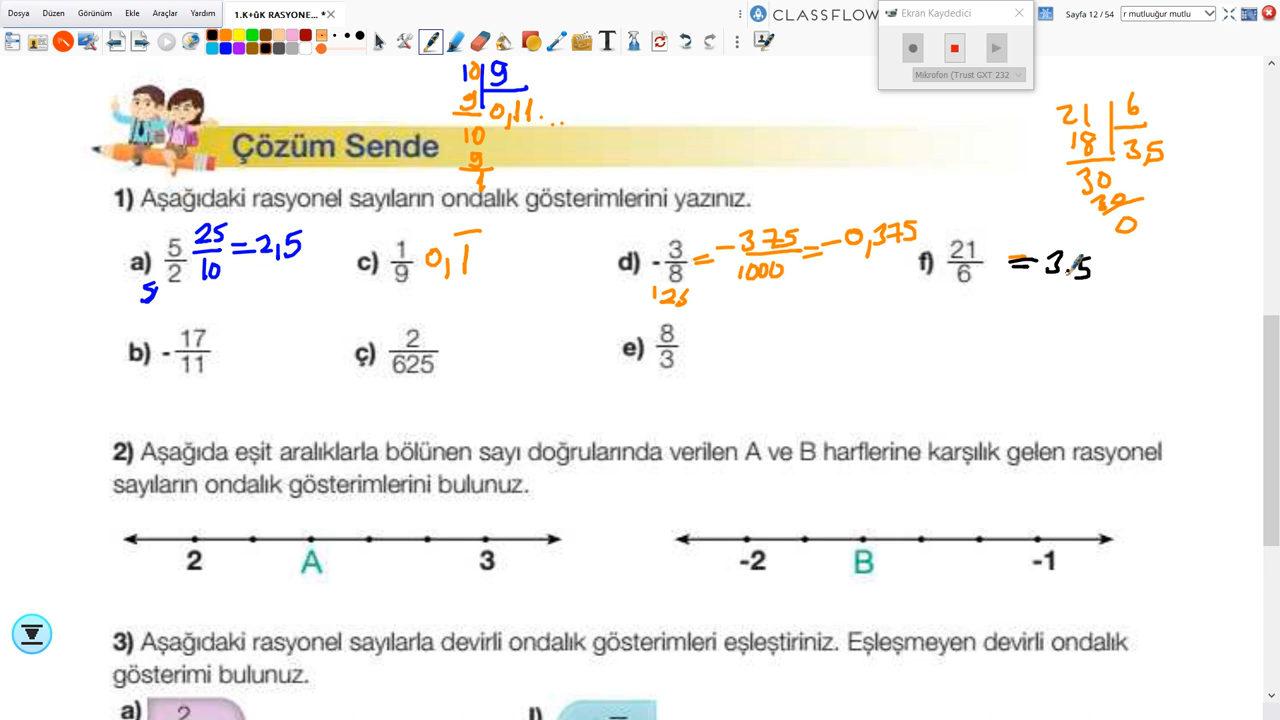 Dosya Düzen Görünüm Ekle Araçlar Yardım 1.K+ûK RASYONE... * CLASSFLOW Ekran Kaydedici Sayfa 12 / 54 r mutluuğur mutlu
Mikrofon (Trust GXT 232
10 9
9 0,11...
10
9
1
21 6
18 3,5
30
30
0
Çözüm Sende
1) Aşağıdaki rasyonel sayıların ondalık gösterimlerini yazınız.
a) 5/2 25/10 = 2,5 c) 1/9 0,1̅ d) -3/8 = -375/1000 = -0,375 f) 21/6 = 3,5
5 125
b) -17/11 ç) 2/625 e) 8/3
2) Aşağıda eşit aralıklarla bölünen sayı doğrularında verilen A ve B harflerine karşılık gelen rasyonel
sayıların ondalık gösterimlerini bulunuz.
2 A 3 -2 B -1
3) Aşağıdaki rasyonel sayılarla devirli ondalık gösterimleri eşleştiriniz. Eşleşmeyen devirli ondalık
gösterimi bulunuz.
a) 2 I)